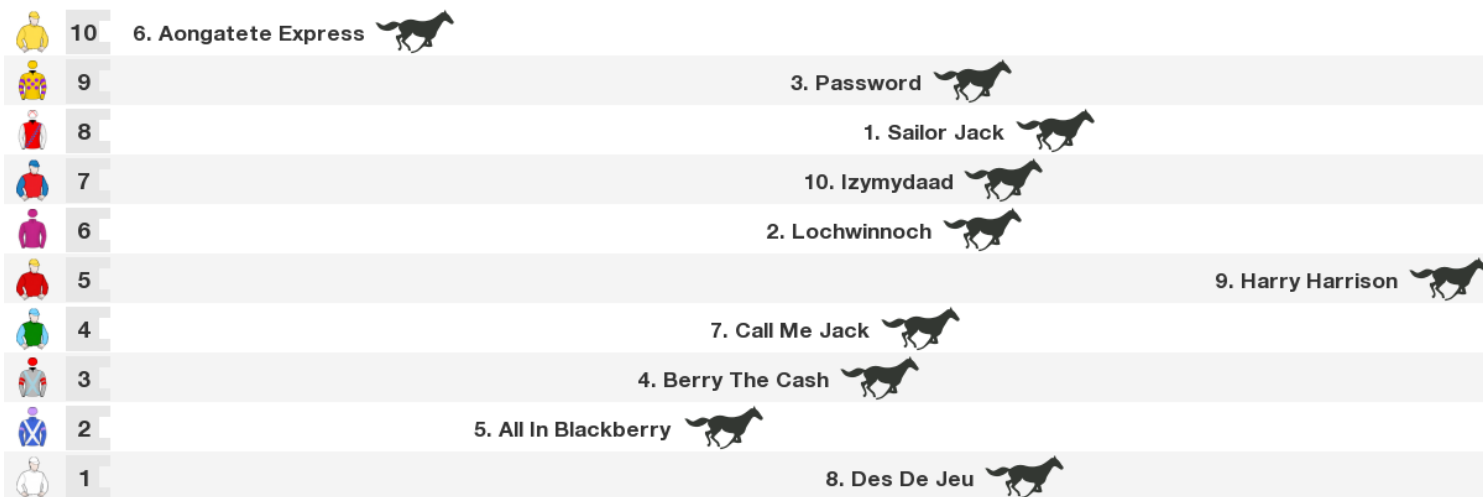 10 6. Aongatete Express
9 3. Password
8 1. Sailor Jack
7 10. Izymydaad
6 2. Lochwinnoch
5 9. Harry Harrison
4 7. Call Me Jack
3 4. Berry The Cash
2 5. All In Blackberry
1 8. Des De Jeu